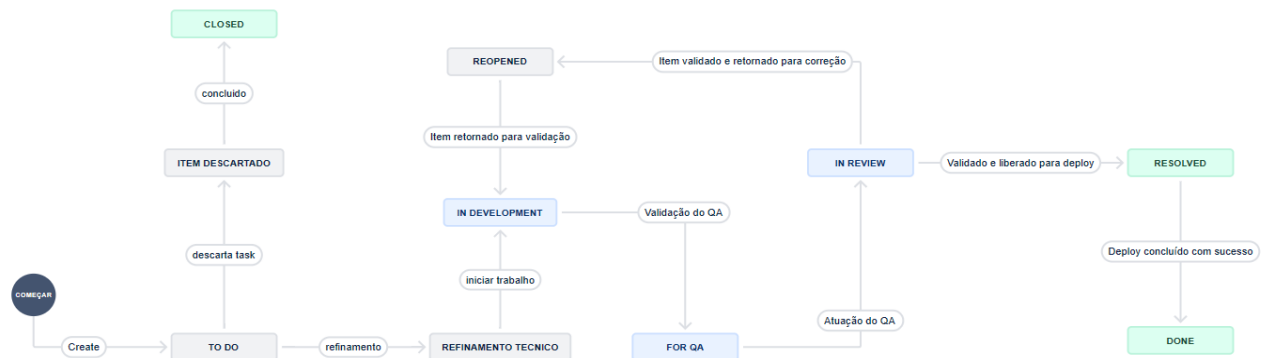 CLOSED
REOPENED
Item validado e retornado para correção
concluido
Item retornado para validação
ITEM DESCARTADO
IN REVIEW
Validado e liberado para deploy
RESOLVED
IN DEVELOPMENT
Validação do QA
descarta task
Deploy concluído com sucesso
iniciar trabalho
COMEÇAR
Atuação do QA
Create
TO DO
refinamento
REFINAMENTO TECNICO
FOR QA
DONE